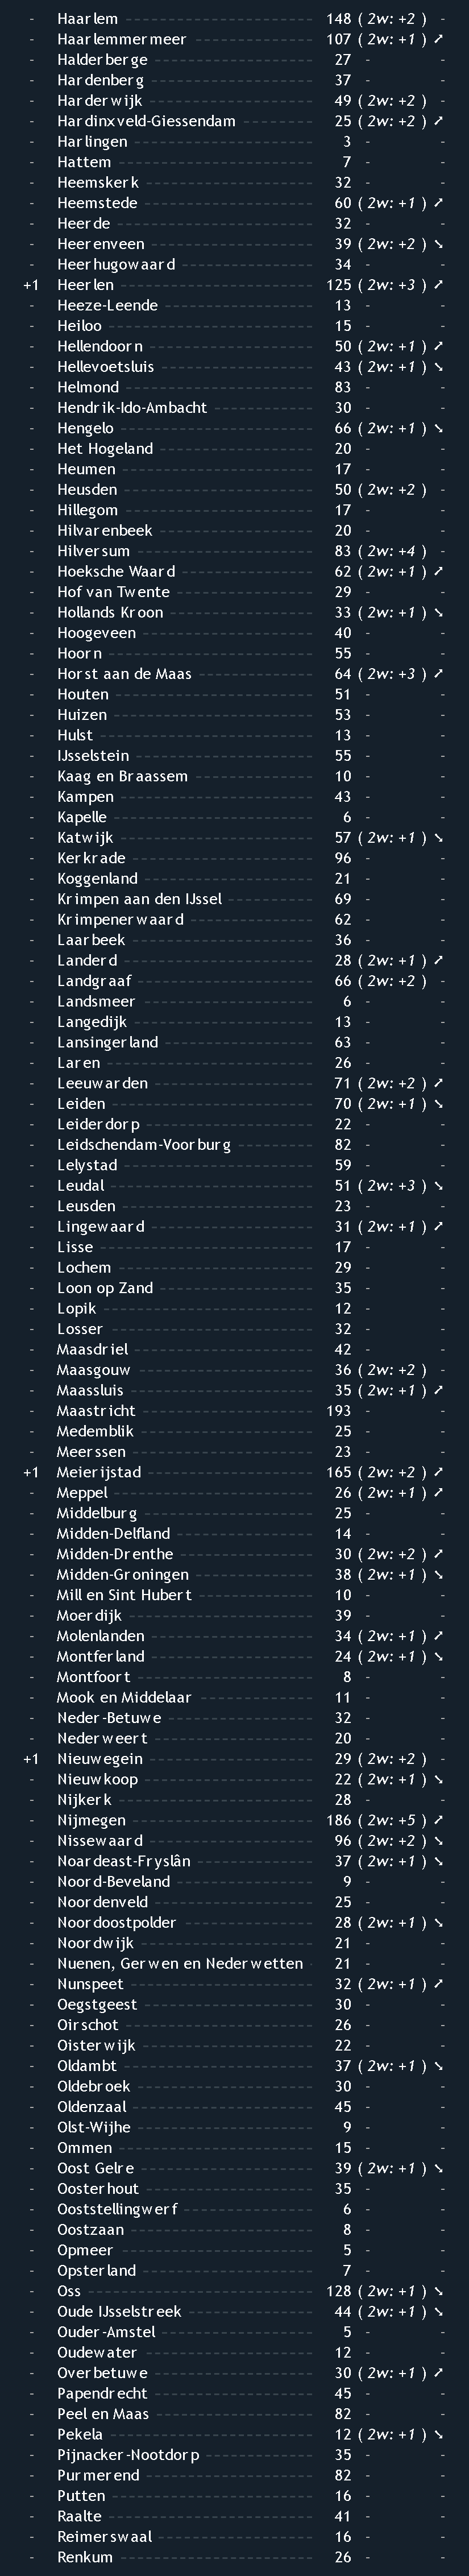 - Haarlem 148 ( 2w: +2 ) -
- Haarlemmermeer 107 ( 2w: +1 ) ➚
- Halderberge 27 - -
- Hardenberg 37 - -
- Harderwijk 49 ( 2w: +2 ) -
- Hardinxveld-Giessendam 25 ( 2w: +2 ) ➚
- Harlingen 3 - -
- Hattem 7 - -
- Heemskerk 32 - -
- Heemstede 60 ( 2w: +1 ) ➚
- Heerde 32 - -
- Heerenveen 39 ( 2w: +2 ) ➘
- Heerhugowaard 34 - -
+1 Heerlen 125 ( 2w: +3 ) ➚
- Heeze-Leende 13 - -
- Heiloo 15 - -
- Hellendoorn 50 ( 2w: +1 ) ➚
- Hellevoetsluis 43 ( 2w: +1 ) ➘
- Helmond 83 - -
- Hendrik-Ido-Ambacht 30 - -
- Hengelo 66 ( 2w: +1 ) ➘
- Het Hogeland 20 - -
- Heumen 17 - -
- Heusden 50 ( 2w: +2 ) -
- Hillegom 17 - -
- Hilvarenbeek 20 - -
- Hilversum 83 ( 2w: +4 ) -
- Hoeksche Waard 62 ( 2w: +1 ) ➚
- Hof van Twente 29 - -
- Hollands Kroon 33 ( 2w: +1 ) ➘
- Hoogeveen 40 - -
- Hoorn 55 - -
- Horst aan de Maas 64 ( 2w: +3 ) ➚
- Houten 51 - -
- Huizen 53 - -
- Hulst 13 - -
- IJsselstein 55 - -
- Kaag en Braassem 10 - -
- Kampen 43 - -
- Kapelle 6 - -
- Katwijk 57 ( 2w: +1 ) ➘
- Kerkrade 96 - -
- Koggenland 21 - -
- Krimpen aan den IJssel 69 - -
- Krimpenerwaard 62 - -
- Laarbeek 36 - -
- Landerd 28 ( 2w: +1 ) ➚
- Landgraaf 66 ( 2w: +2 ) -
- Landsmeer 6 - -
- Langedijk 13 - -
- Lansingerland 63 - -
- Laren 26 - -
- Leeuwarden 71 ( 2w: +2 ) ➚
- Leiden 70 ( 2w: +1 ) ➘
- Leiderdorp 22 - -
- Leidschendam-Voorburg 82 - -
- Lelystad 59 - -
- Leudal 51 ( 2w: +3 ) ➘
- Leusden 23 - -
- Lingewaard 31 ( 2w: +1 ) ➚
- Lisse 17 - -
- Lochem 29 - -
- Loon op Zand 35 - -
- Lopik 12 - -
- Losser 32 - -
- Maasdriel 42 - -
- Maasgouw 36 ( 2w: +2 ) -
- Maassluis 35 ( 2w: +1 ) ➚
- Maastricht 193 - -
- Medemblik 25 - -
- Meerssen 23 - -
+1 Meierijstad 165 ( 2w: +2 ) ➚
- Meppel 26 ( 2w: +1 ) ➚
- Middelburg 25 - -
- Midden-Delfland 14 - -
- Midden-Drenthe 30 ( 2w: +2 ) ➚
- Midden-Groningen 38 ( 2w: +1 ) ➘
- Mill en Sint Hubert 10 - -
- Moerdijk 39 - -
- Molenlanden 34 ( 2w: +1 ) ➚
- Montferland 24 ( 2w: +1 ) ➘
- Montfoort 8 - -
- Mook en Middelaar 11 - -
- Neder-Betuwe 32 - -
- Nederweert 20 - -
+1 Nieuwegein 29 ( 2w: +2 ) -
- Nieuwkoop 22 ( 2w: +1 ) ➘
- Nijkerk 28 - -
- Nijmegen 186 ( 2w: +5 ) ➚
- Nissewaard 96 ( 2w: +2 ) ➘
- Noardeast-Fryslân 37 ( 2w: +1 ) ➘
- Noord-Beveland 9 - -
- Noordenveld 25 - -
- Noordoostpolder 28 ( 2w: +1 ) ➘
- Noordwijk 21 - -
- Nuenen, Gerwen en Nederwetten 21 - -
- Nunspeet 32 ( 2w: +1 ) ➚
- Oegstgeest 30 - -
- Oirschot 26 - -
- Oisterwijk 22 - -
- Oldambt 37 ( 2w: +1 ) ➘
- Oldebroek 30 - -
- Oldenzaal 45 - -
- Olst-Wijhe 9 - -
- Ommen 15 - -
- Oost Gelre 39 ( 2w: +1 ) ➘
- Oosterhout 35 - -
- Ooststellingwerf 6 - -
- Oostzaan 8 - -
- Opmeer 5 - -
- Opsterland 7 - -
- Oss 128 ( 2w: +1 ) ➘
- Oude IJsselstreek 44 ( 2w: +1 ) ➘
- Ouder-Amstel 5 - -
- Oudewater 12 - -
- Overbetuwe 30 ( 2w: +1 ) ➚
- Papendrecht 45 - -
- Peel en Maas 82 - -
- Pekela 12 ( 2w: +1 ) ➘
- Pijnacker-Nootdorp 35 - -
- Purmerend 82 - -
- Putten 16 - -
- Raalte 41 - -
- Reimerswaal 16 - -
- Renkum 26 - -